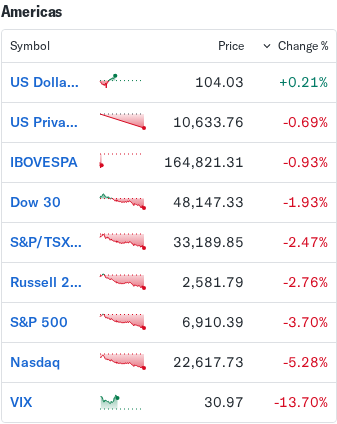 Americas
Symbol Price Change %
US Dolla... 104.03 +0.21%
US Priva... 10,633.76 -0.69%
IBOVESPA 164,821.31 -0.93%
Dow 30 48,147.33 -1.93%
S&P/TSX... 33,189.85 -2.47%
Russell 2... 2,581.79 -2.76%
S&P 500 6,910.39 -3.70%
Nasdaq 22,617.73 -5.28%
VIX 30.97 -13.70%